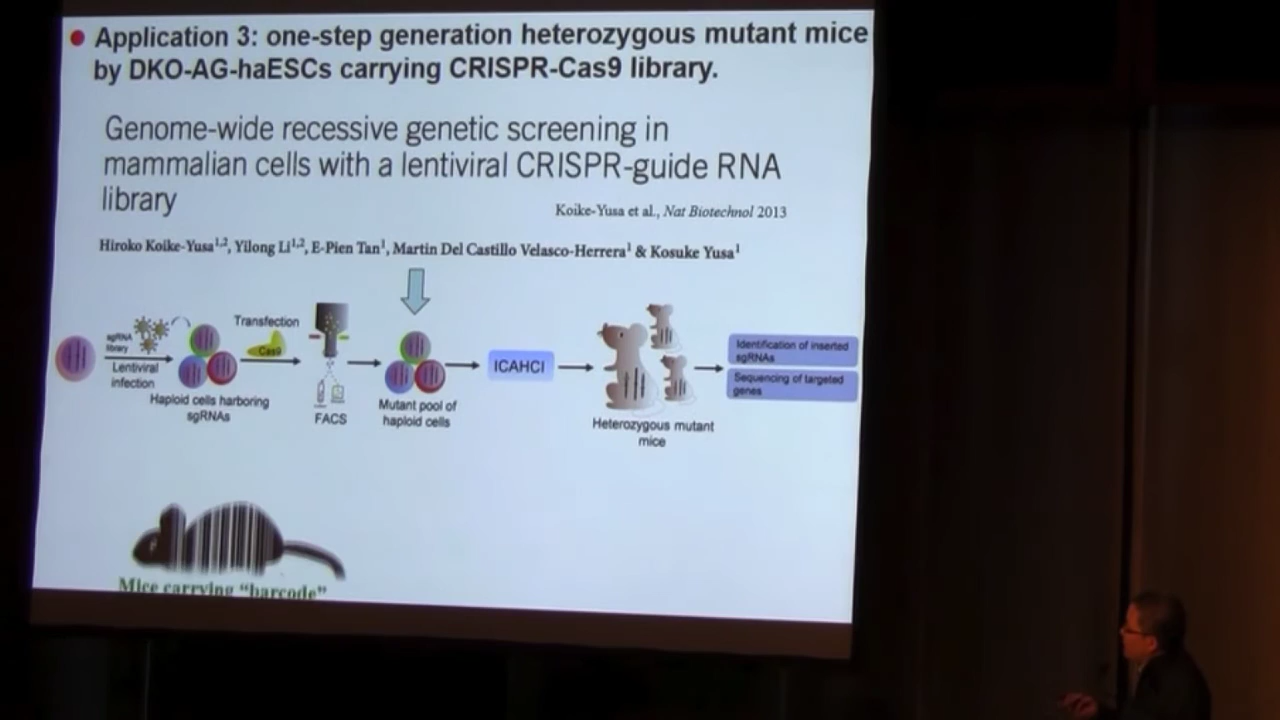 Application 3: one-step generation heterozygous mutant mice
by DKO-AG-haESCs carrying CRISPR-Cas9 library.
Genome-wide recessive genetic screening in
mammalian cells with a lentiviral CRISPR-guide RNA
library
Koike-Yusa et al., Nat Biotechnol 2013
Hiroko Koike-Yusa1,2, Yilong Li1,2, E-Pien Tan1, Martin Del Castillo Velasco-Herrera1 & Kosuke Yusa1
sgRNA
library
Lentiviral
infection
Haploid cells harboring
sgRNAs
Transfection
Cas9
FACS
Mutant pool of
haploid cells
ICAHCI
Heterozygous mutant
mice
Identification of inserted
sgRNAs
Sequencing of targeted
genes
Mice carrying "barcode"